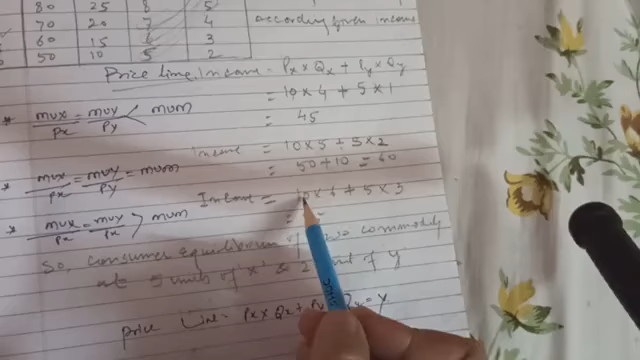 80 25 8 5
70 20 7 4
60 15 6 3
50 10 5 2
according given income
Price line, Income = Px × Qx + Py × Qy
* MUx/Px = MUy/Py < MUM = 10×4 + 5×1
= 45
Income = 10×5 + 5×2
* MUx/Px = MUy/Py = MUM = 50+10 = 60
Income = 10×6 + 5×3
* MUx/Px = MUy/Px > MUM =
So, consumer equilibrium of two commodity
at 5 units of 'x' & 2 unit of y
Price Line = Px × Qx + Py Qy = y